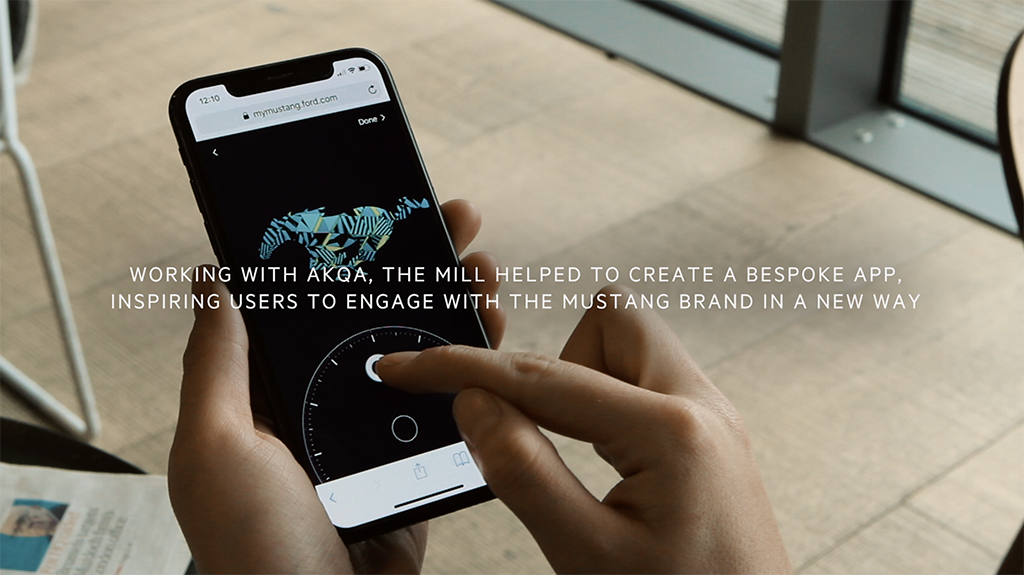 12:10
mymustang.ford.com
Done
WORKING WITH AKQA, THE MILL HELPED TO CREATE A BESPOKE APP,
INSPIRING USERS TO ENGAGE WITH THE MUSTANG BRAND IN A NEW WAY